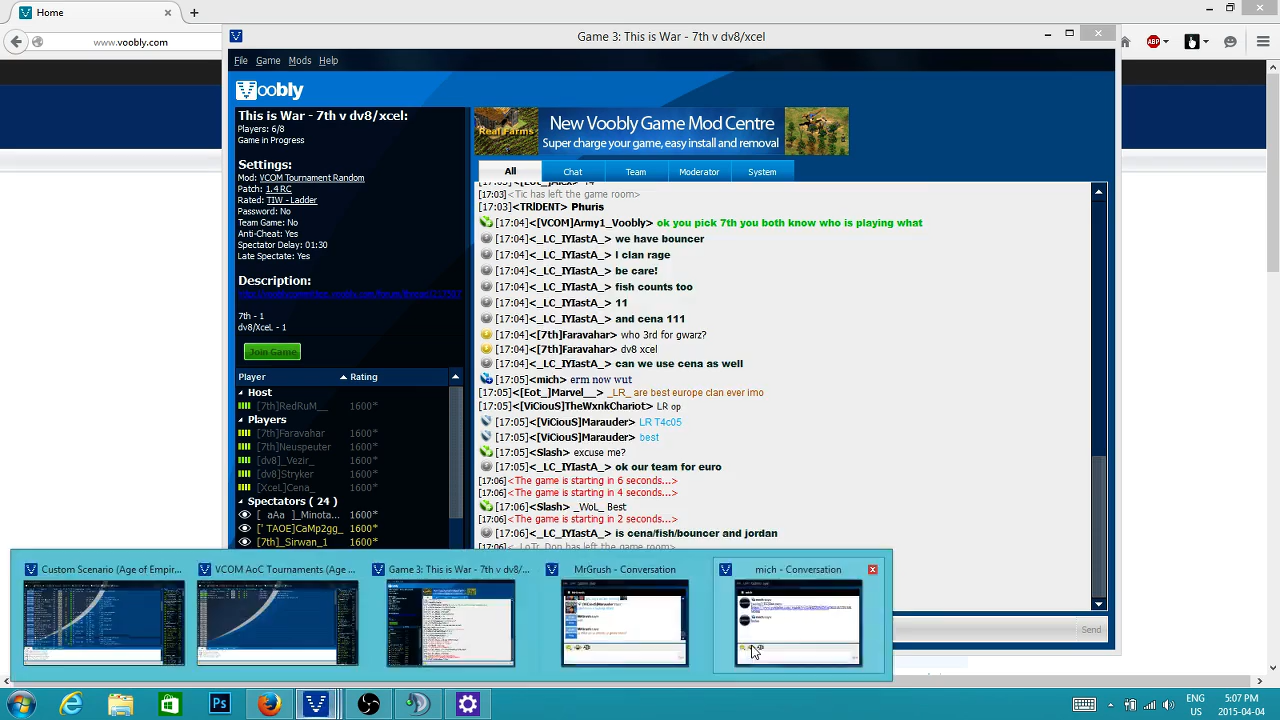 Home
www.voobly.com
Game 3: This is War - 7th v dv8/xcel
File Game Mods Help
Voobly
This is War - 7th v dv8/xcel:
Players: 6/8
Game in Progress
Settings:
Mod: VCOM Tournament Random
Patch: 1.4 RC
Rated: TIW - Ladder
Password: No
Team Game: No
Anti-Cheat: Yes
Spectator Delay: 01:30
Late Spectate: Yes
Description:
7th - 1
dv8/XceL - 1
Join Game
Player Rating
Host
[7th]RedRuM__ 1600*
Players
[7th]Faravahar 1600*
[7th]Neuspeuter 1600*
[dv8]_Vezir_ 1600*
[dv8]Stryker 1600*
[XceL]Cena_ 1600*
Spectators ( 24 )
[ aAa ]_Minota... 1600*
[`TAOE]CaMp2gg_ 1600*
[7th]_Sirwan_1 1600*
Real Farms
New Voobly Game Mod Centre
Super charge your game, easy install and removal
All Chat Team Moderator System
[17:03]<Tic has left the game room>
[17:03]<TRIDENT> Phuris
[17:04]<[VCOM]Army1_Voobly> ok you pick 7th you both know who is playing what
[17:04]<_LC_IYIastA_> we have bouncer
[17:04]<_LC_IYIastA_> I clan rage
[17:04]<_LC_IYIastA_> be care!
[17:04]<_LC_IYIastA_> fish counts too
[17:04]<_LC_IYIastA_> 11
[17:04]<_LC_IYIastA_> and cena 111
[17:04]<[7th]Faravahar> who 3rd for gwarz?
[17:04]<[7th]Faravahar> dv8 xcel
[17:04]<_LC_IYIastA_> can we use cena as well
[17:05]<mich> erm now wut
[17:05]<[Eot_]Marvel__> _LR_ are best europe clan ever imo
[17:05]<[ViCiouS]TheWxnkChariot> LR op
[17:05]<[ViCiouS]Marauder> LR T4c05
[17:05]<[ViCiouS]Marauder> best
[17:05]<Slash> excuse me?
[17:05]<_LC_IYIastA_> ok our team for euro
[17:06]<The game is starting in 6 seconds...>
[17:06]<The game is starting in 4 seconds...>
[17:06]<Slash> _WoL_ Best
[17:06]<The game is starting in 2 seconds...>
[17:06]<_LC_IYIastA_> is cena/fish/bouncer and jordan
Send
Custom Scenario (Age of Empir... VCOM AoC Tournaments (Age ... Game 3: This is War - 7th v dv8/... MrGrush - Conversation mich - Conversation
ABP
Ps
ENG
US
5:07 PM
2015-04-04